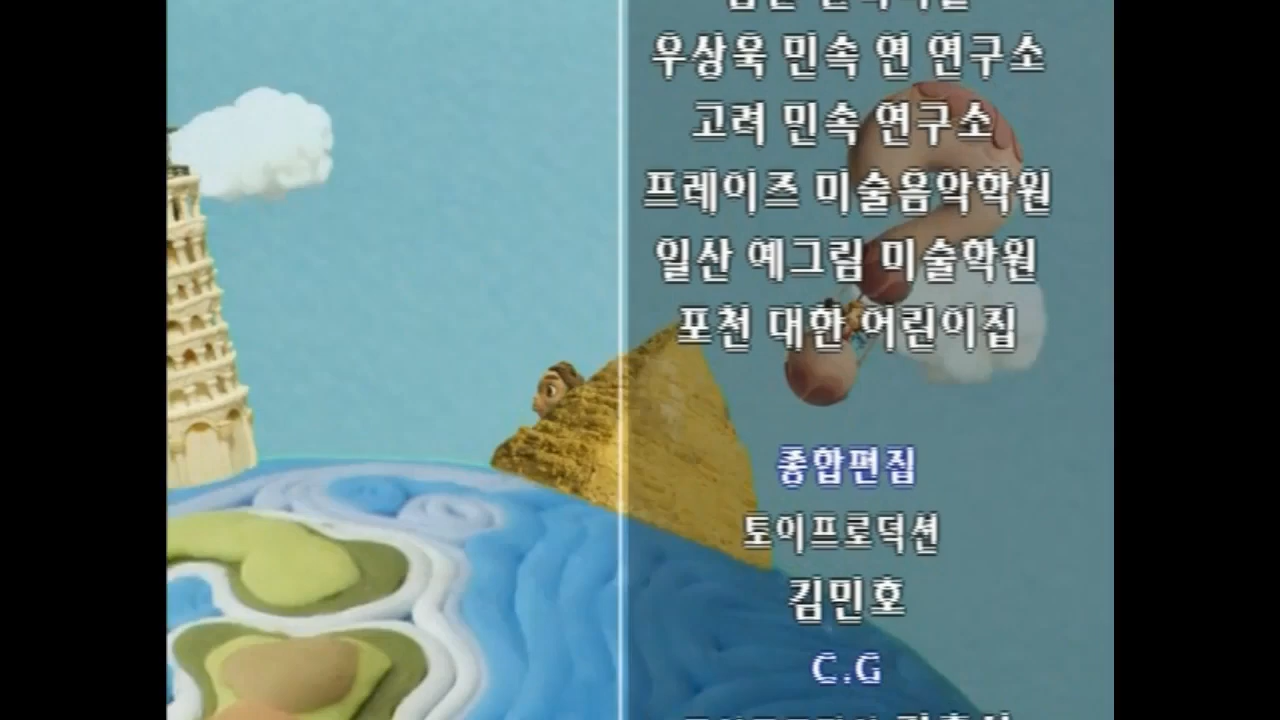 우상욱 민속 연 연구소
고려 민속 연구소
프레이즈 미술음악학원
일산 예그림 미술학원
포천 대한 어린이집
종합편집
토이프로덕션
김민호
C.G